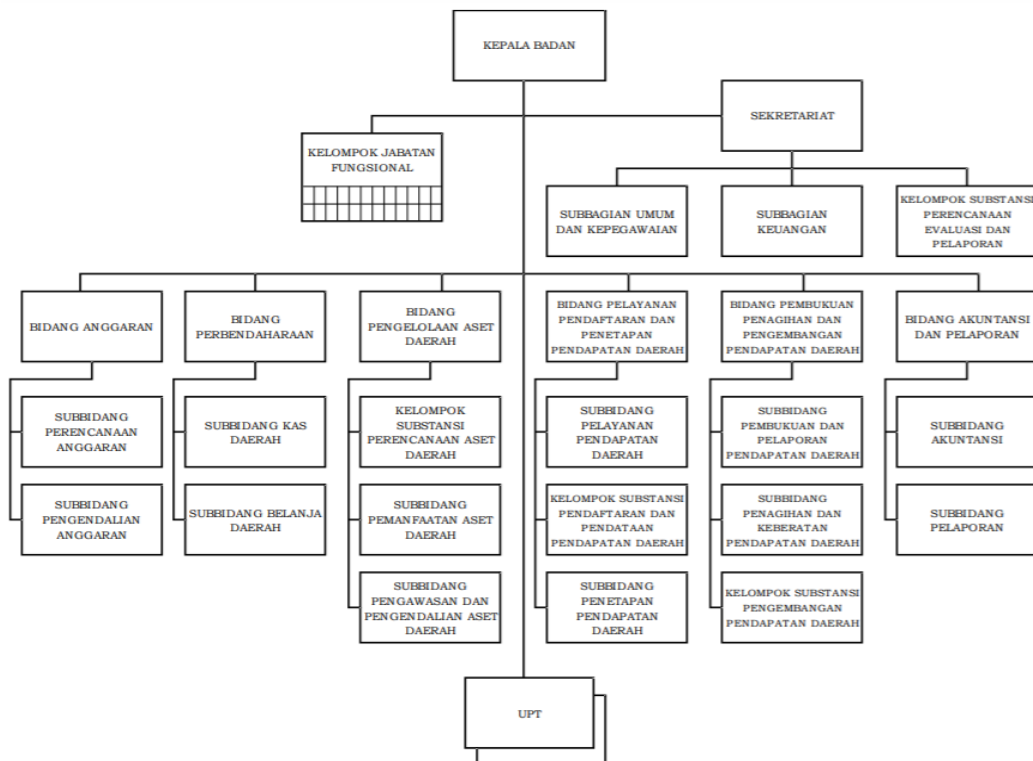 KEPALA BADAN
SEKRETARIAT
KELOMPOK JABATAN
FUNGSIONAL
SUBBAGIAN UMUM
DAN KEPEGAWAIAN
SUBBAGIAN
KEUANGAN
KELOMPOK SUBSTANSI
PERENCANAAN
EVALUASI DAN
PELAPORAN
BIDANG ANGGARAN
BIDANG
PERBENDAHARAAN
BIDANG
PENGELOLAAN ASET
DAERAH
BIDANG PELAYANAN
PENDAFTARAN DAN
PENETAPAN
PENDAPATAN DAERAH
BIDANG PEMBUKUAN
PENAGIHAN DAN
PENGEMBANGAN
PENDAPATAN DAERAH
BIDANG AKUNTANSI
DAN PELAPORAN
SUBBIDANG
PERENCANAAN
ANGGARAN
SUBBIDANG KAS
DAERAH
KELOMPOK
SUBSTANSI
PERENCANAAN ASET
DAERAH
SUBBIDANG
PELAYANAN
PENDAPATAN
DAERAH
SUBBIDANG
PEMBUKUAN DAN
PELAPORAN
PENDAPATAN DAERAH
SUBBIDANG
AKUNTANSI
SUBBIDANG
PENGENDALIAN
ANGGARAN
SUBBIDANG BELANJA
DAERAH
SUBBIDANG
PEMANFAATAN ASET
DAERAH
KELOMPOK SUBSTANSI
PENDAFTARAN DAN
PENDATAAN
PENDAPATAN DAERAH
SUBBIDANG
PENAGIHAN DAN
KEBERATAN
PENDAPATAN DAERAH
SUBBIDANG
PELAPORAN
SUBBIDANG
PENGAWASAN DAN
PENGENDALIAN ASET
DAERAH
SUBBIDANG
PENETAPAN
PENDAPATAN
DAERAH
KELOMPOK SUBSTANSI
PENGEMBANGAN
PENDAPATAN DAERAH
UPT